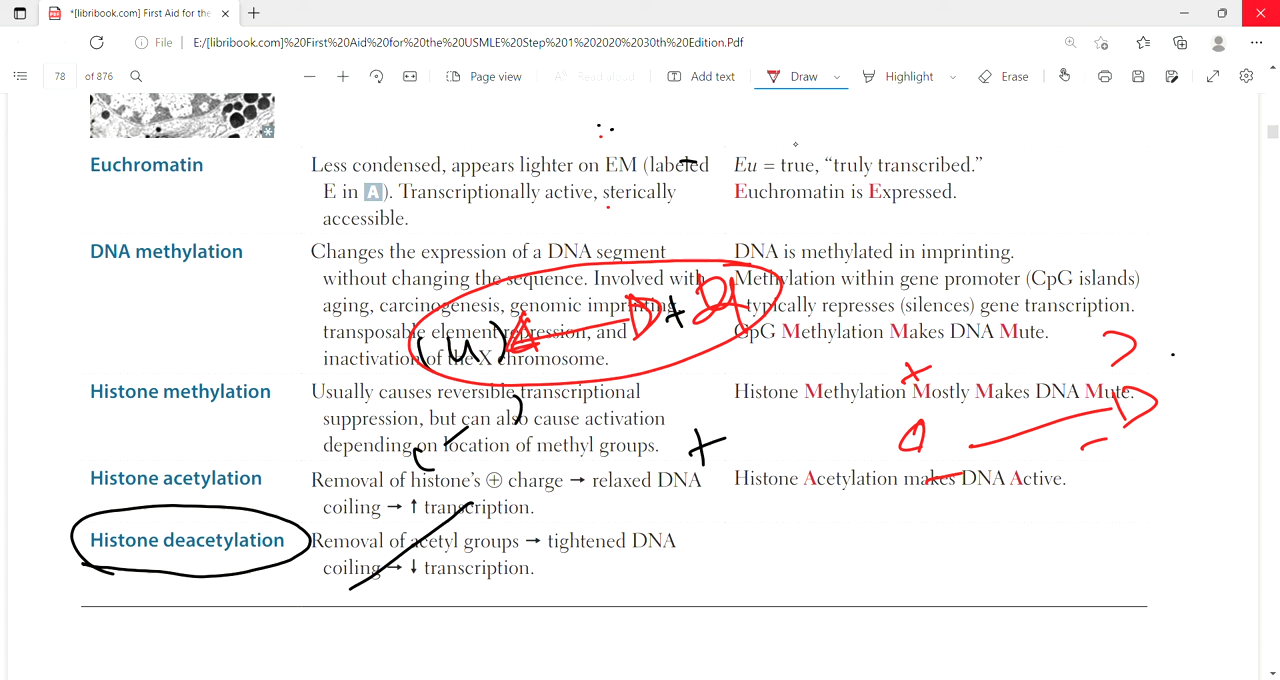 *[libribook.com] First Aid for the
File E:/[libribook.com]%20First%20Aid%20for%20the%20USMLE%20Step%201%202020%2030th%20Edition.Pdf
78 of 876 Page view Read aloud Add text Draw Highlight Erase
Euchromatin
Less condensed, appears lighter on EM (labeled
E in A). Transcriptionally active, sterically
accessible.
Eu = true, “truly transcribed.”
Euchromatin is Expressed.
DNA methylation
Changes the expression of a DNA segment
without changing the sequence. Involved with
aging, carcinogenesis, genomic imprinting,
transposable element repression, and
inactivation of the X chromosome.
DNA is methylated in imprinting.
Methylation within gene promoter (CpG islands)
typically represses (silences) gene transcription.
CpG Methylation Makes DNA Mute.
Histone methylation
Usually causes reversible transcriptional
suppression, but can also cause activation
depending on location of methyl groups.
Histone Methylation Mostly Makes DNA Mute.
Histone acetylation
Removal of histone’s ⊕ charge → relaxed DNA
coiling → ↑ transcription.
Histone Acetylation makes DNA Active.
Histone deacetylation
Removal of acetyl groups → tightened DNA
coiling → ↓ transcription.